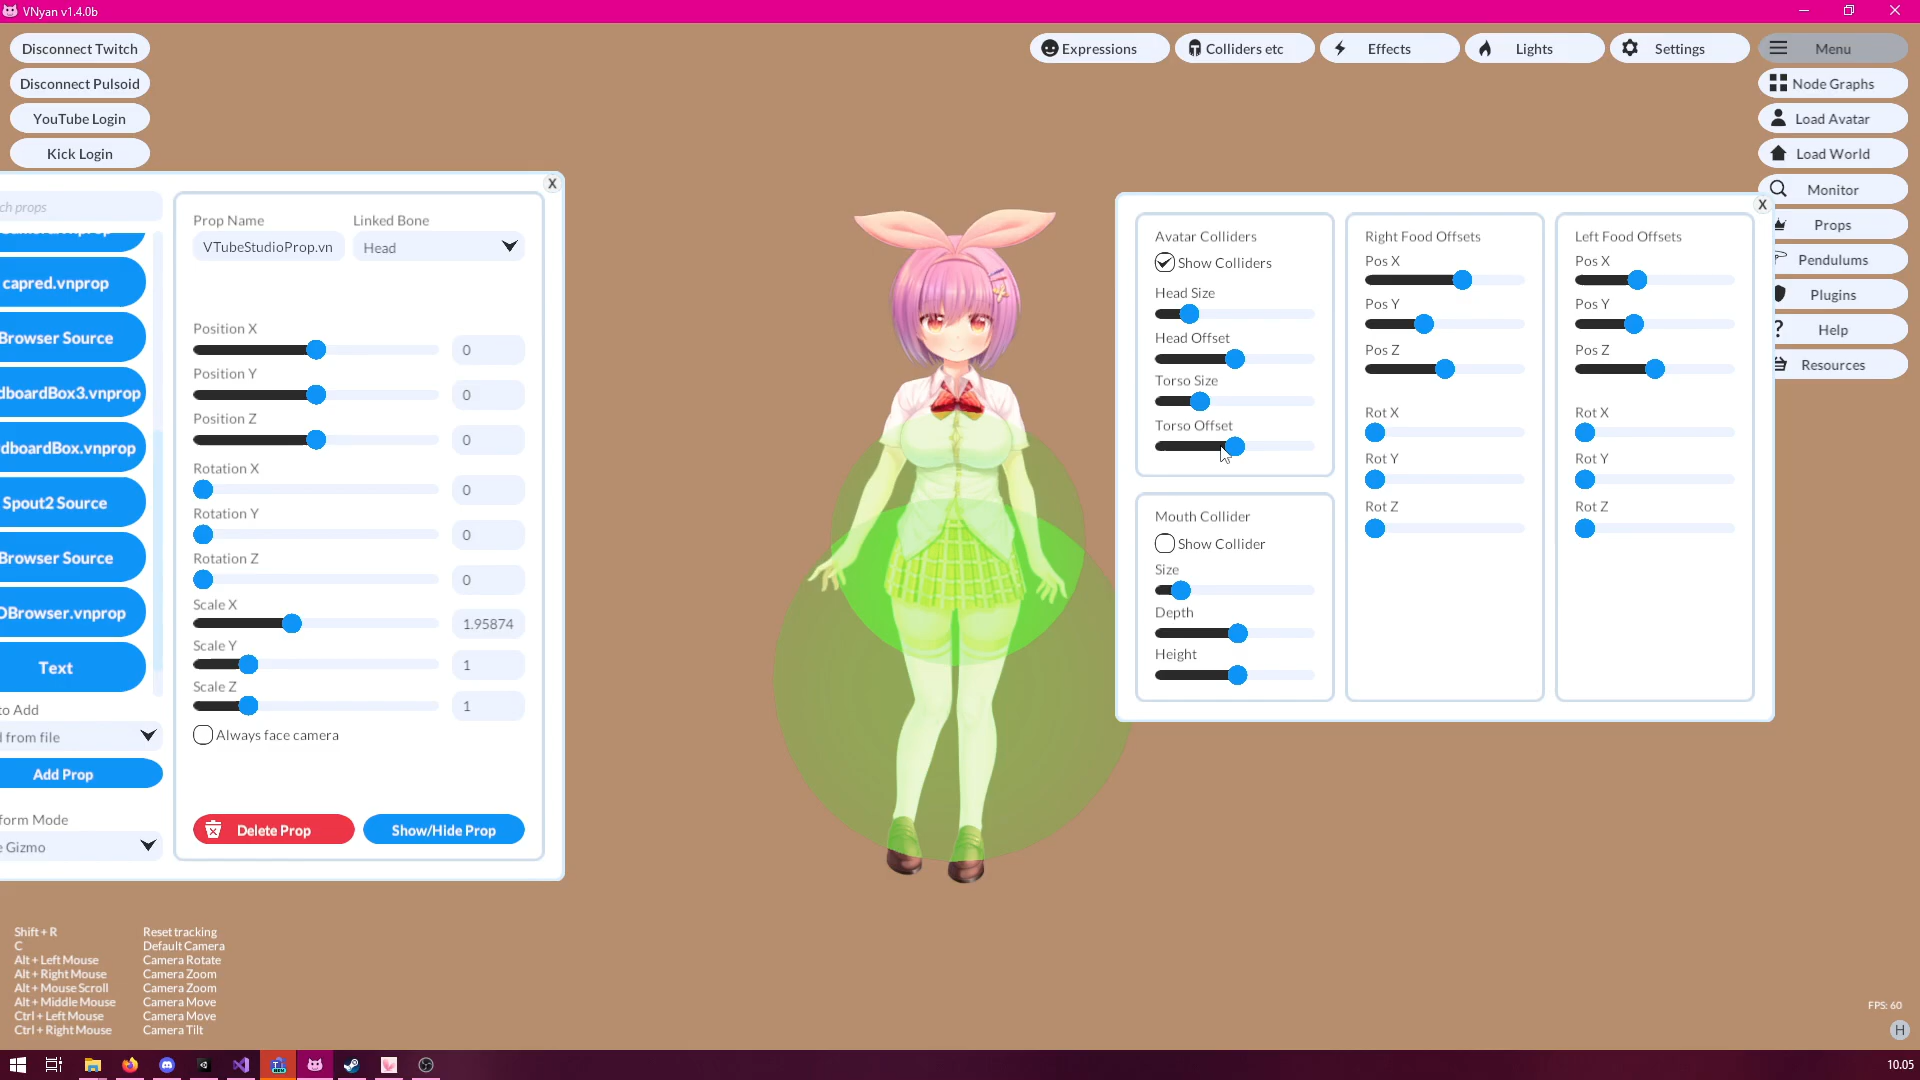 VNyan v1.4.0b
Disconnect Twitch
Disconnect Pulsoid
YouTube Login
Kick Login
Expressions
Colliders etc
Effects
Lights
Settings
Menu
Node Graphs
Load Avatar
Load World
Monitor
Props
Pendulums
Plugins
Help
Resources
X
ch props
capred.vnprop
Browser Source
dboardBox3.vnprop
dboardBox.vnprop
Spout2 Source
Browser Source
OBrowser.vnprop
Text
to Add
d from file
Add Prop
form Mode
e Gizmo
Prop Name
Linked Bone
VTubeStudioProp.vn
Head
Position X
0
Position Y
0
Position Z
0
Rotation X
0
Rotation Y
0
Rotation Z
0
Scale X
1.95874
Scale Y
1
Scale Z
1
Always face camera
Delete Prop
Show/Hide Prop
X
Avatar Colliders
Show Colliders
Head Size
Head Offset
Torso Size
Torso Offset
Mouth Collider
Show Collider
Size
Depth
Height
Right Food Offsets
Pos X
Pos Y
Pos Z
Rot X
Rot Y
Rot Z
Left Food Offsets
Pos X
Pos Y
Pos Z
Rot X
Rot Y
Rot Z
Shift + R Reset tracking
C Default Camera
Alt + Left Mouse Camera Rotate
Alt + Right Mouse Camera Zoom
Alt + Mouse Scroll Camera Zoom
Alt + Middle Mouse Camera Move
Ctrl + Left Mouse Camera Move
Ctrl + Right Mouse Camera Tilt
FPS: 60
H
10.05